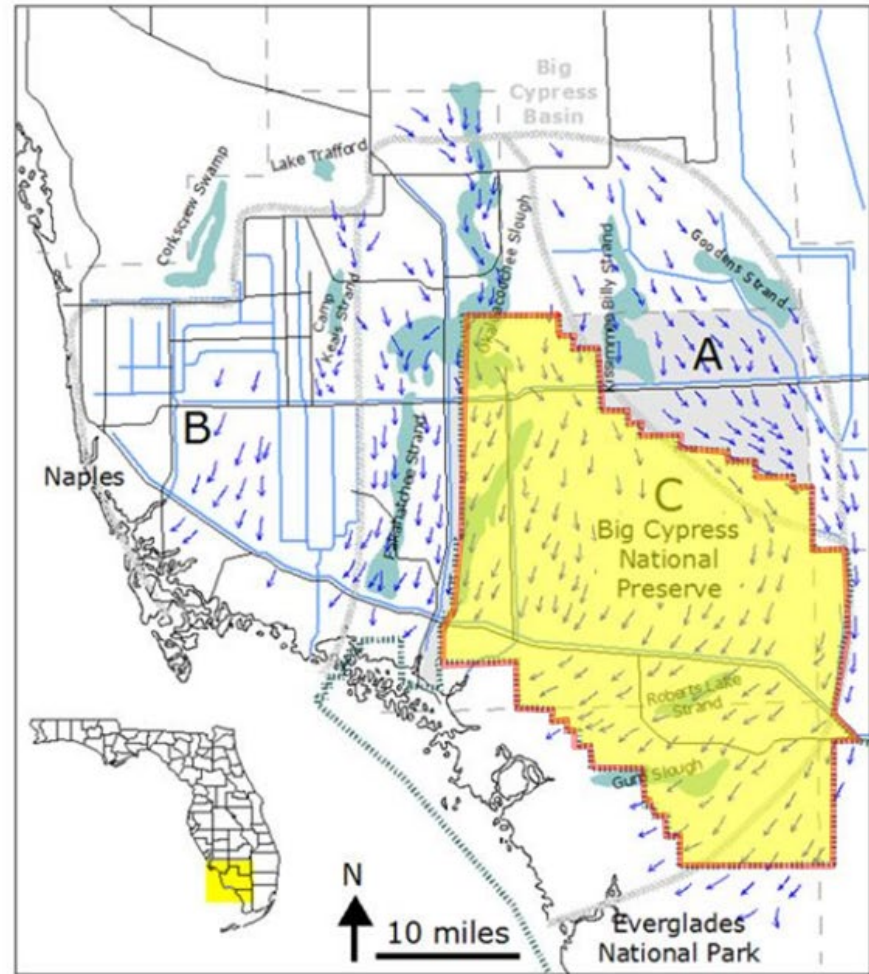 Big
Cypress
Basin
Lake Trafford
Corkscrew Swamp
Okaloacoochee Slough
Kissimmee Billy Strand
Goodens Strand
Camp
Keais Strand
A
B
Naples
Fakahatchee Strand
C
Big Cypress
National
Preserve
Roberts Lake
Strand
Gum Slough
N
10 miles
Everglades
National Park